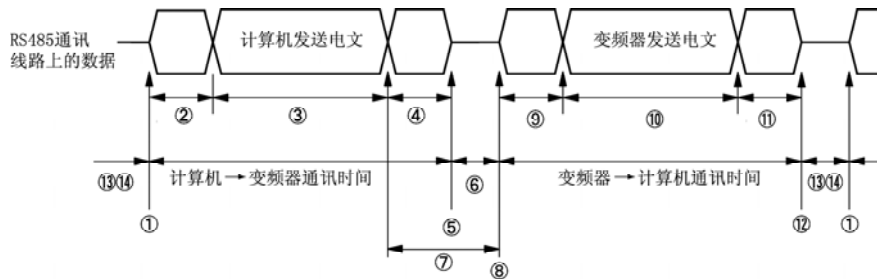 RS485通讯
线路上的数据
计算机发送电文
变频器发送电文
② ③ ④ ⑨ ⑩ ⑪
⑬⑭ 计算机→变频器通讯时间 ⑥ 变频器→计算机通讯时间 ⑬⑭
① ⑤ ⑫ ①
⑦ ⑧